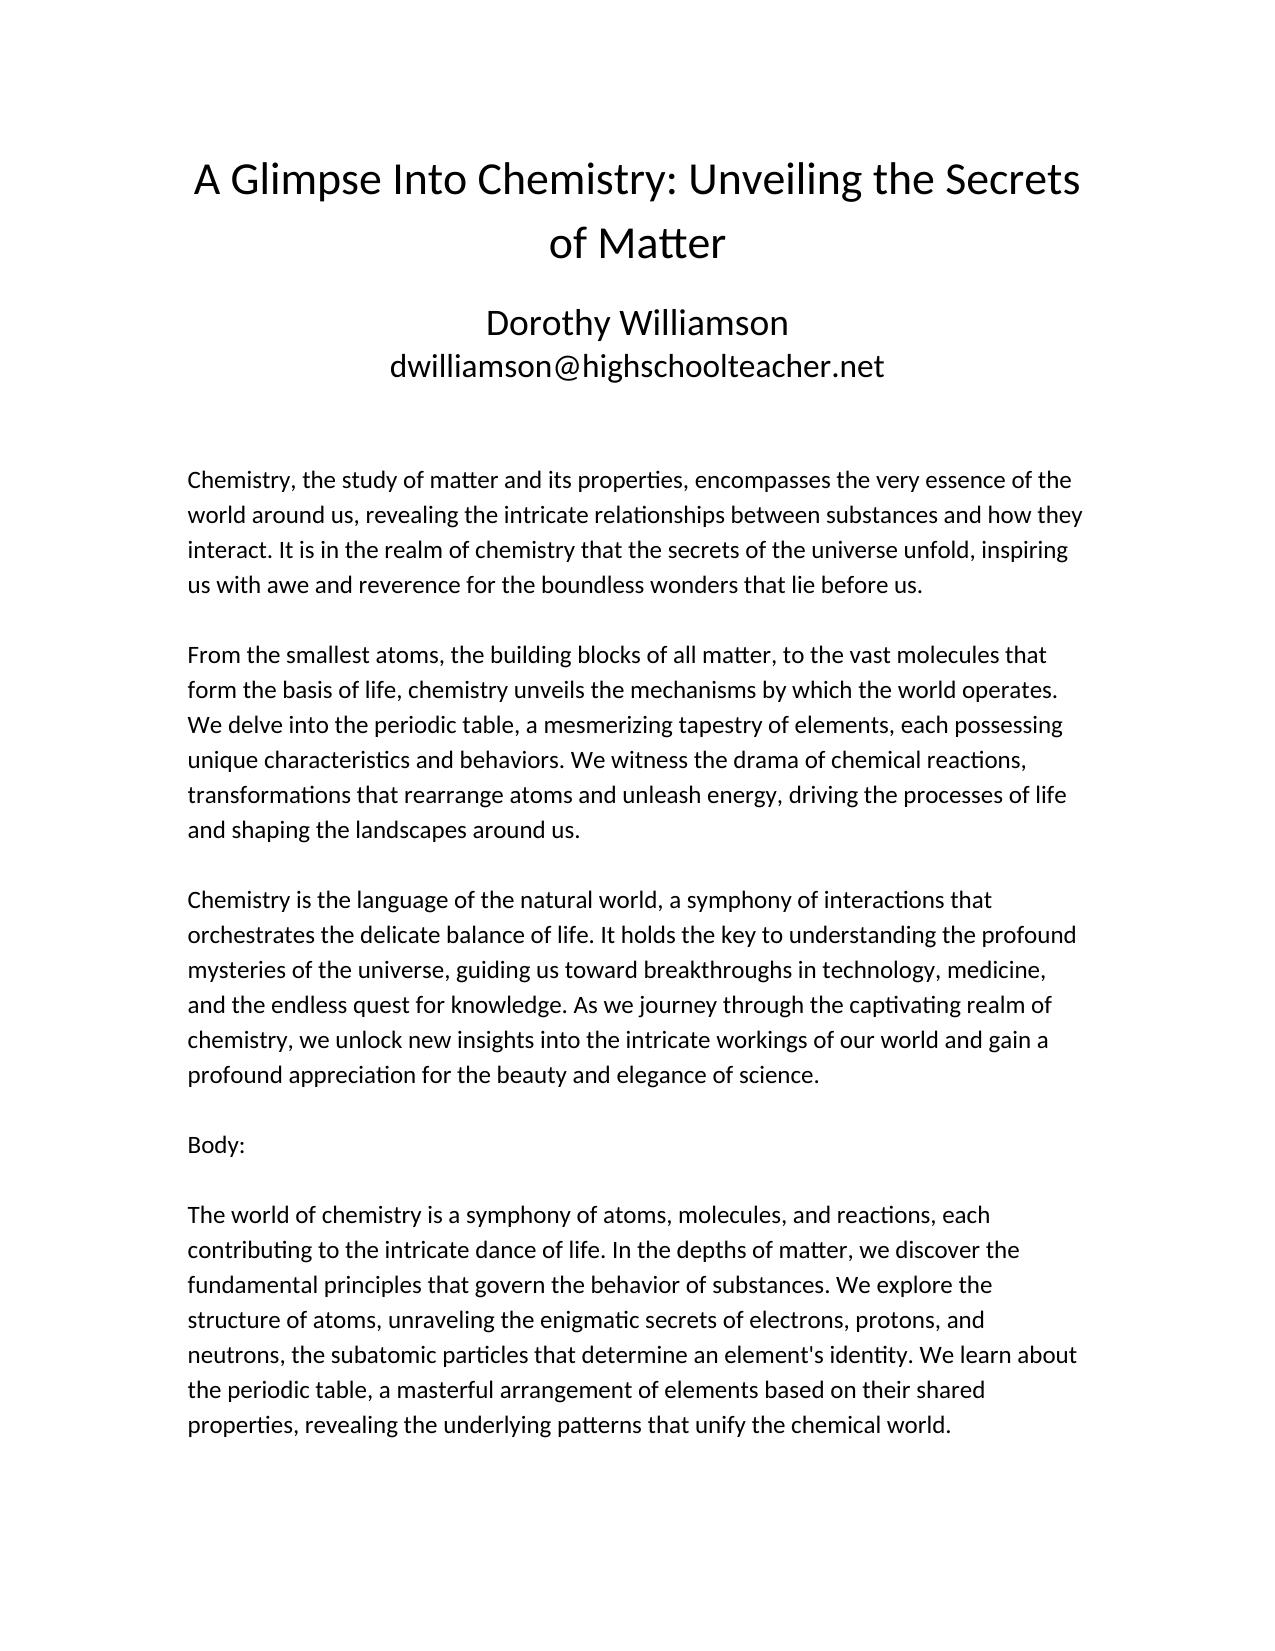 A Glimpse Into Chemistry: Unveiling the Secrets
of Matter
Dorothy Williamson
dwilliamson@highschoolteacher.net
Chemistry, the study of matter and its properties, encompasses the very essence of the
world around us, revealing the intricate relationships between substances and how they
interact. It is in the realm of chemistry that the secrets of the universe unfold, inspiring
us with awe and reverence for the boundless wonders that lie before us.
From the smallest atoms, the building blocks of all matter, to the vast molecules that
form the basis of life, chemistry unveils the mechanisms by which the world operates.
We delve into the periodic table, a mesmerizing tapestry of elements, each possessing
unique characteristics and behaviors. We witness the drama of chemical reactions,
transformations that rearrange atoms and unleash energy, driving the processes of life
and shaping the landscapes around us.
Chemistry is the language of the natural world, a symphony of interactions that
orchestrates the delicate balance of life. It holds the key to understanding the profound
mysteries of the universe, guiding us toward breakthroughs in technology, medicine,
and the endless quest for knowledge. As we journey through the captivating realm of
chemistry, we unlock new insights into the intricate workings of our world and gain a
profound appreciation for the beauty and elegance of science.
Body:
The world of chemistry is a symphony of atoms, molecules, and reactions, each
contributing to the intricate dance of life. In the depths of matter, we discover the
fundamental principles that govern the behavior of substances. We explore the
structure of atoms, unraveling the enigmatic secrets of electrons, protons, and
neutrons, the subatomic particles that determine an element's identity. We learn about
the periodic table, a masterful arrangement of elements based on their shared
properties, revealing the underlying patterns that unify the chemical world.